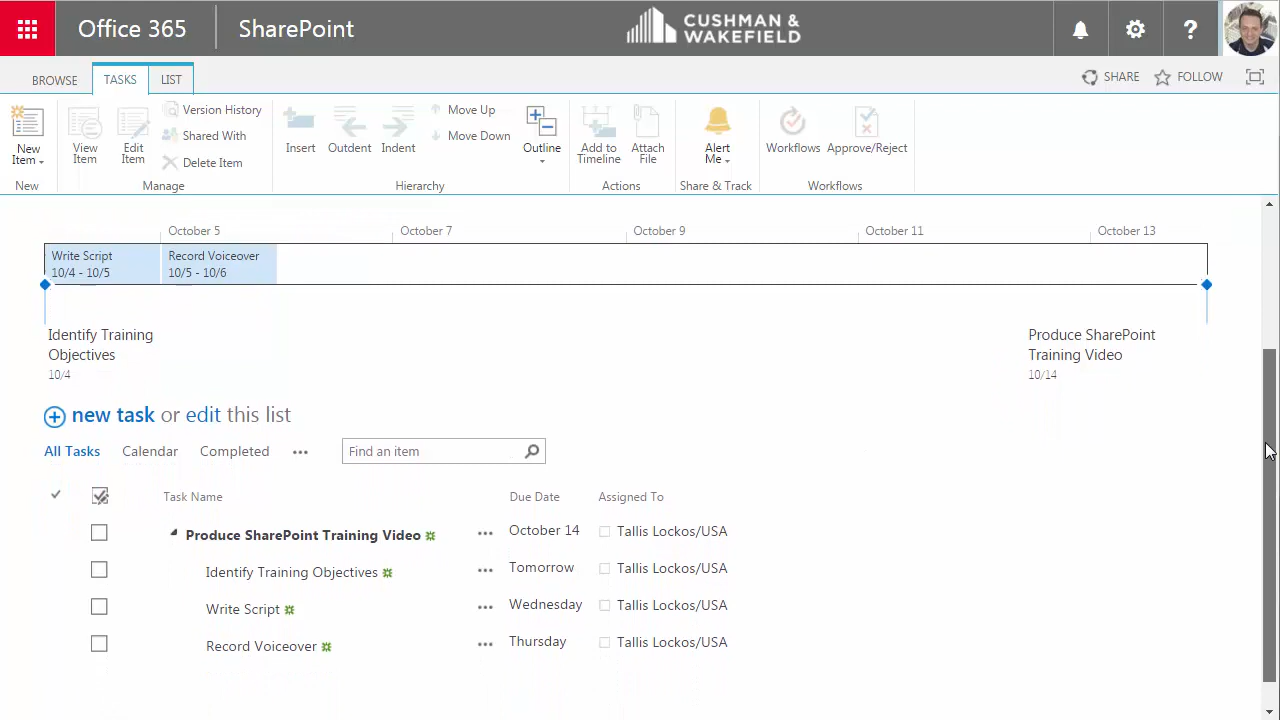 Office 365
SharePoint
CUSHMAN &
WAKEFIELD
?
BROWSE
TASKS
LIST
SHARE
FOLLOW
New
Item
New
View
Item
Edit
Item
Version History
Shared With
Delete Item
Manage
Insert
Outdent
Indent
Move Up
Move Down
Outline
Hierarchy
Add to
Timeline
Attach
File
Actions
Alert
Me
Share & Track
Workflows
Approve/Reject
Workflows
October 5
October 7
October 9
October 11
October 13
Write Script
10/4 - 10/5
Record Voiceover
10/5 - 10/6
Identify Training
Objectives
10/4
Produce SharePoint
Training Video
10/14
new task or edit this list
All Tasks
Calendar
Completed
...
Find an item
Task Name
Due Date
Assigned To
Produce SharePoint Training Video ... October 14 Tallis Lockos/USA
Identify Training Objectives ... Tomorrow Tallis Lockos/USA
Write Script ... Wednesday Tallis Lockos/USA
Record Voiceover ... Thursday Tallis Lockos/USA